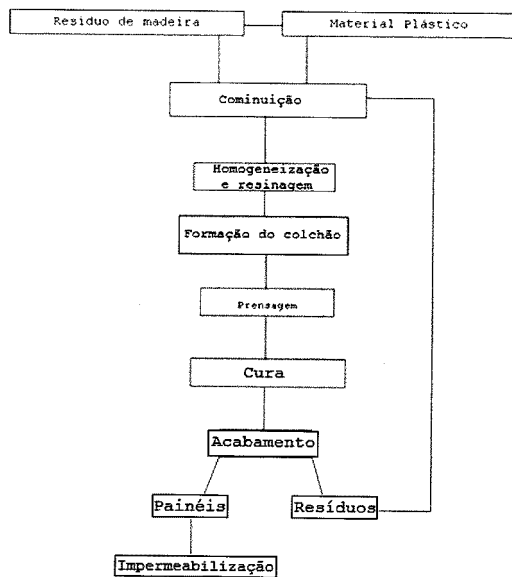 Resíduo de madeira
Material Plástico
Cominuição
Homogeneização
e resinagem
Formação do colchão
Prensagem
Cura
Acabamento
Painéis
Resíduos
Impermeabilização